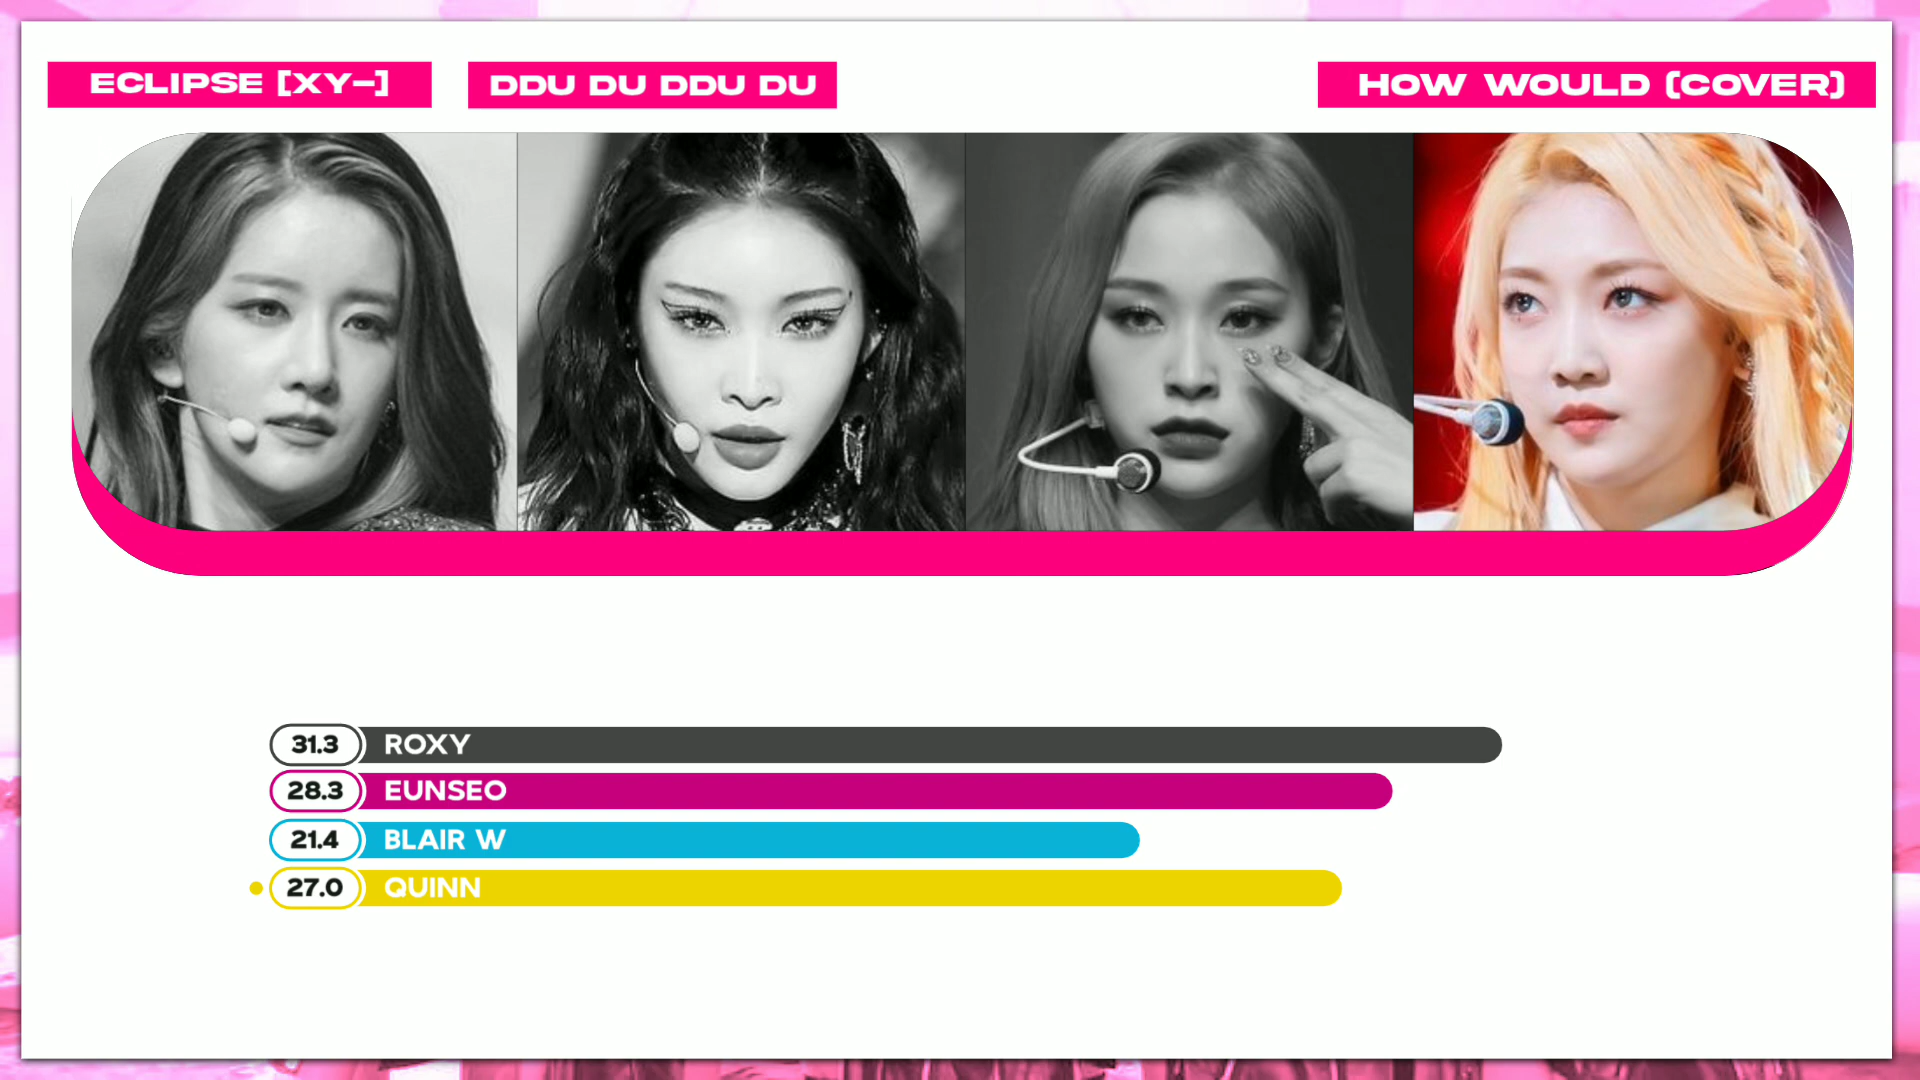 ECLIPSE [XY-]
DDU DU DDU DU
HOW WOULD (COVER)
31.3 ROXY
28.3 EUNSEO
21.4 BLAIR W
27.0 QUINN